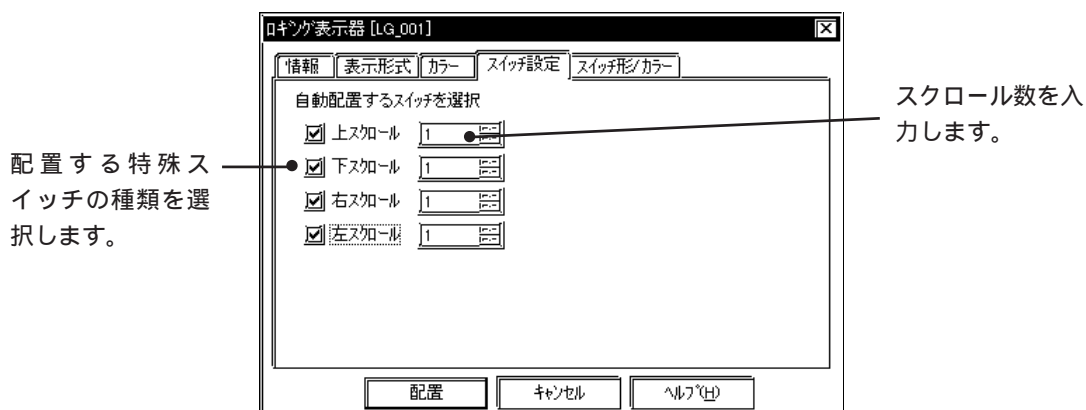 ﾛｷﾞﾝｸﾞ表示器 [LG_001]
情報 表示形式 ｶﾗｰ ｽｲｯﾁ設定 ｽｲｯﾁ形/ｶﾗｰ
自動配置するｽｲｯﾁを選択
上ｽｸﾛｰﾙ 1
下ｽｸﾛｰﾙ 1
右ｽｸﾛｰﾙ 1
左ｽｸﾛｰﾙ 1
配置 ｷｬﾝｾﾙ ﾍﾙﾌﾟ(H)
配置する特殊ス
イッチの種類を選
択します。
スクロール数を入
力します。